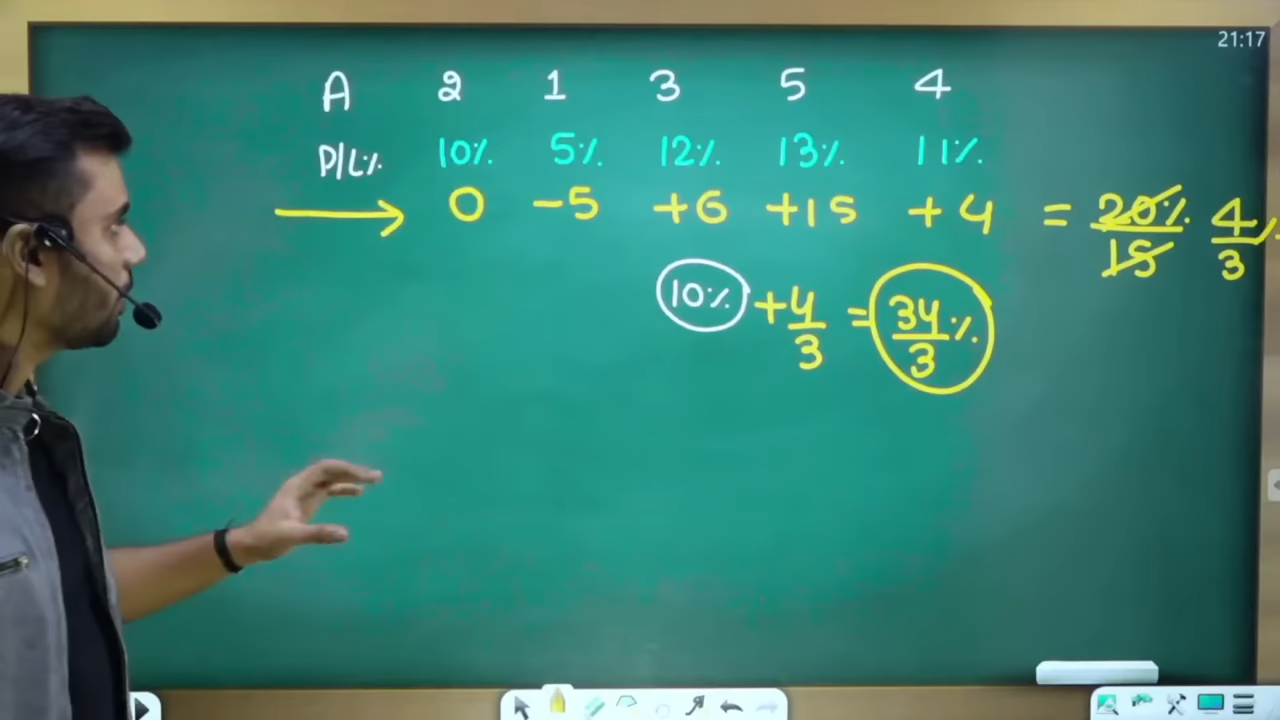 21:17
A 2 1 3 5 4
P/L% 10% 5% 12% 13% 11%
→ 0 -5 +6 +15 +4 = 20%/15 4/3%
10% + 4/3 = 34/3%